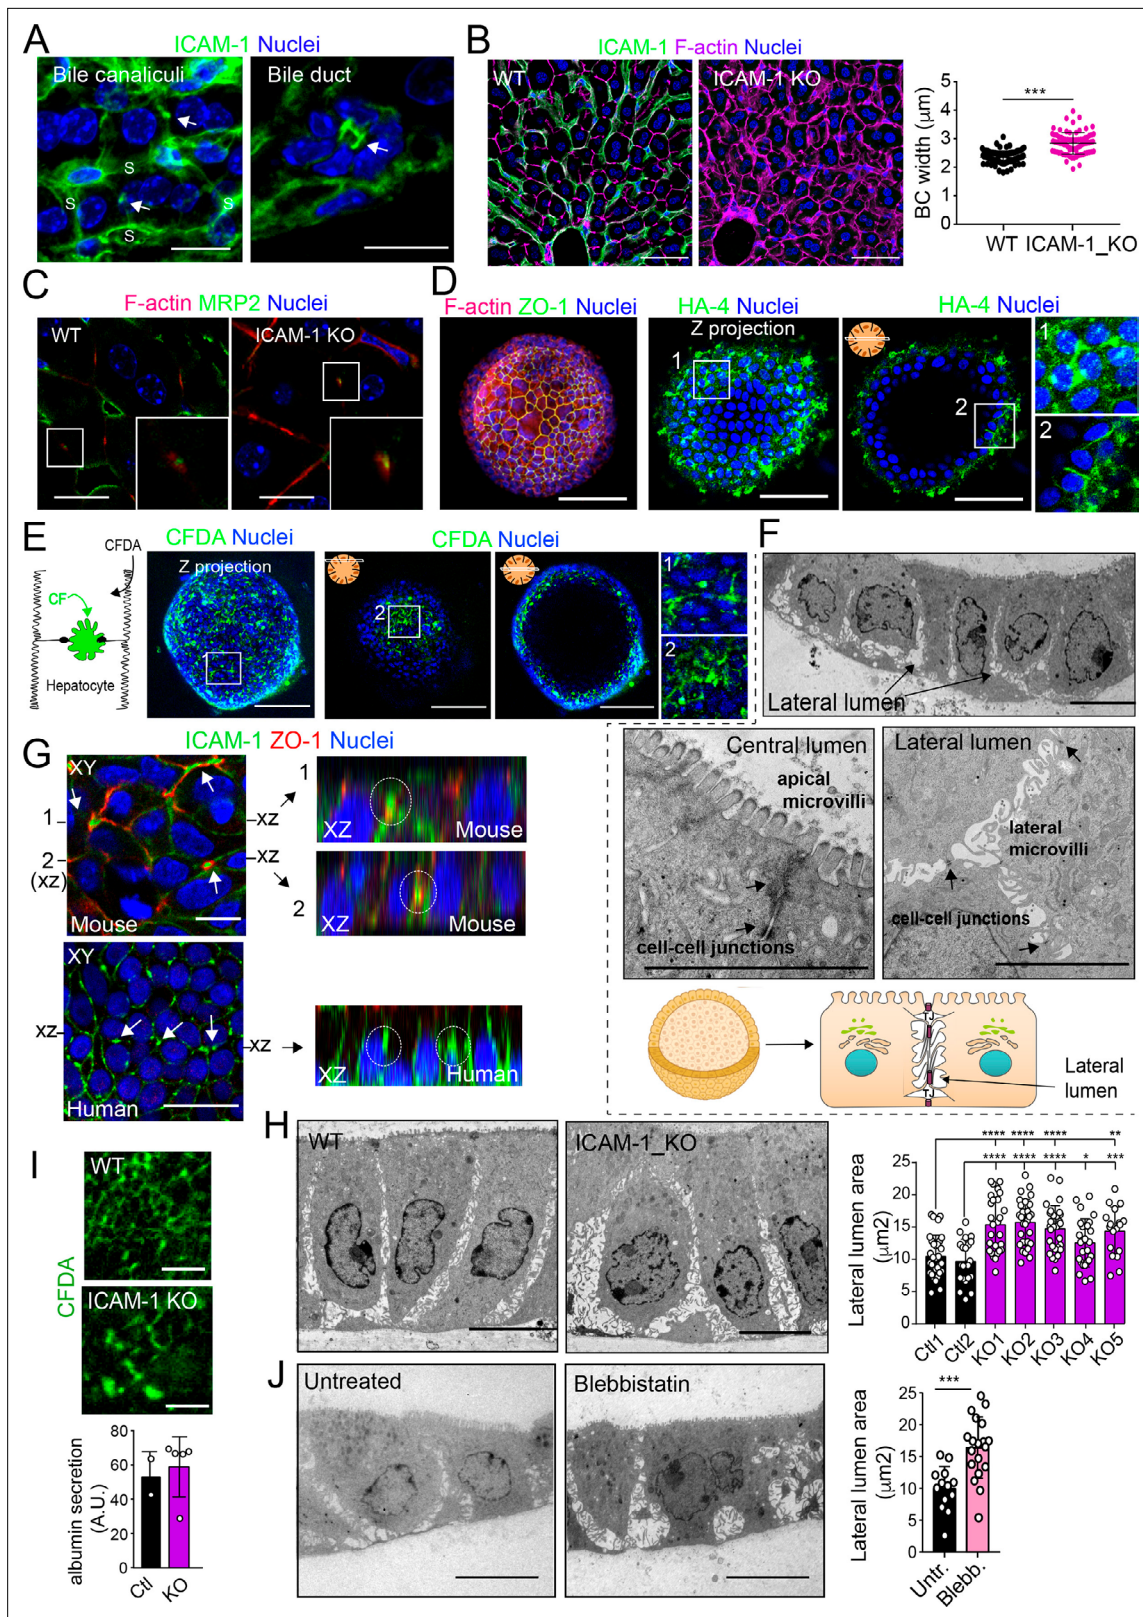 A
ICAM-1 Nuclei
Bile canaliculi
Bile duct
S
S
S
S
B
ICAM-1 F-actin Nuclei
WT
ICAM-1 KO
BC width (μm)
5
4
3
2
1
0
***
WT ICAM-1_KO
C
F-actin MRP2 Nuclei
WT
ICAM-1 KO
D
F-actin ZO-1 Nuclei
HA-4 Nuclei
Z projection
1
HA-4 Nuclei
2
1
2
E
CFDA
CF
Hepatocyte
CFDA Nuclei
Z projection
CFDA Nuclei
2
1
2
F
Lateral lumen
Central lumen
apical
microvilli
cell-cell junctions
Lateral lumen
lateral
microvilli
cell-cell junctions
TJ
TJ
Lateral
lumen
G
ICAM-1 ZO-1 Nuclei
XY
1
2
(xz)
Mouse
xz
xz
1
XZ
Mouse
2
XZ
Mouse
XY
xz
Human
xz
XZ
Human
H
WT
ICAM-1_KO
Lateral lumen area
(μm2)
25
20
15
10
5
0
**** **** **** **
**** **** **** * ***
Ctl1
Ctl2
KO1
KO2
KO3
KO4
KO5
I
CFDA
WT
ICAM-1 KO
albumin secretion
(A.U.)
80
60
40
20
0
Ctl
KO
J
Untreated
Blebbistatin
Lateral lumen area
(μm2)
25
20
15
10
5
0
***
Untr.
Blebb.